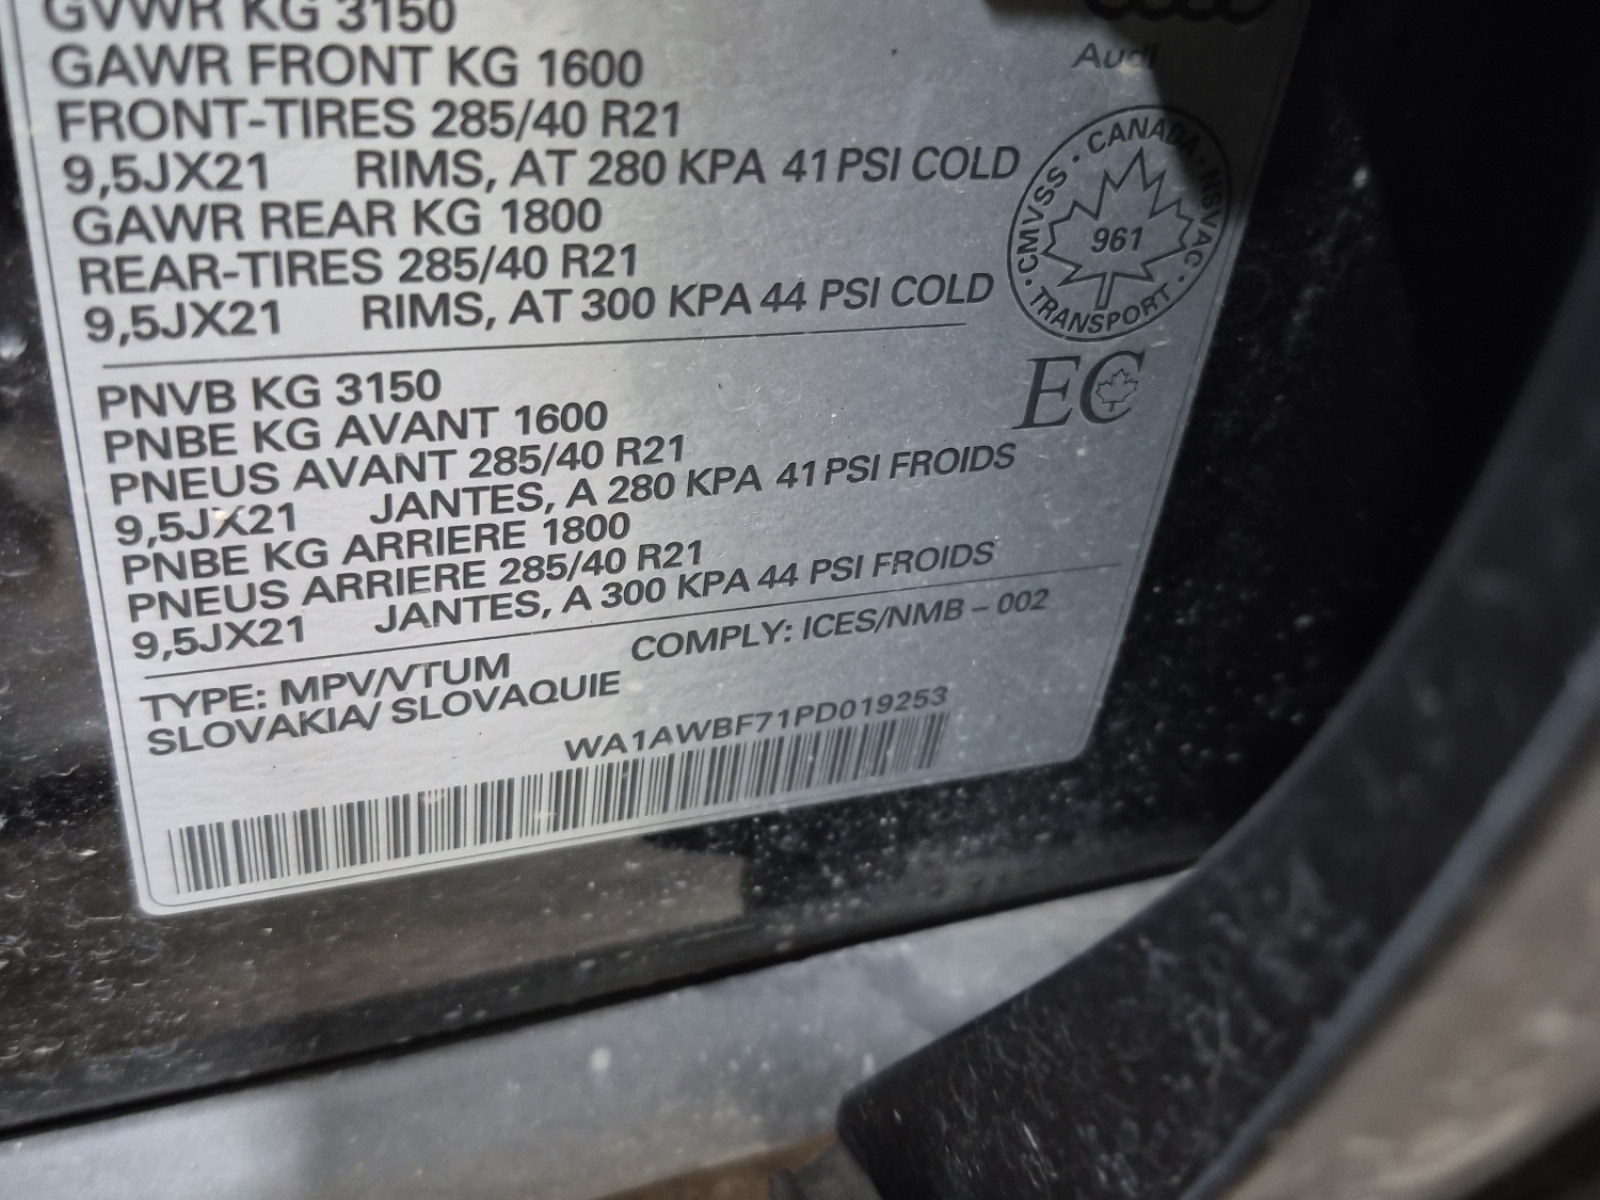 GVWR KG 3150
GAWR FRONT KG 1600
FRONT-TIRES 285/40 R21
9,5JX21 RIMS, AT 280 KPA 41 PSI COLD
GAWR REAR KG 1800
REAR-TIRES 285/40 R21
9,5JX21 RIMS, AT 300 KPA 44 PSI COLD
Audi
CMVSS · CANADA · NSVAC · TRANSPORT ·
961
EC
PNVB KG 3150
PNBE KG AVANT 1600
PNEUS AVANT 285/40 R21
9,5JX21 JANTES, A 280 KPA 41 PSI FROIDS
PNBE KG ARRIERE 1800
PNEUS ARRIERE 285/40 R21
9,5JX21 JANTES, A 300 KPA 44 PSI FROIDS
TYPE: MPV/VTUM COMPLY: ICES/NMB – 002
SLOVAKIA/ SLOVAQUIE
WA1AWBF71PD019253